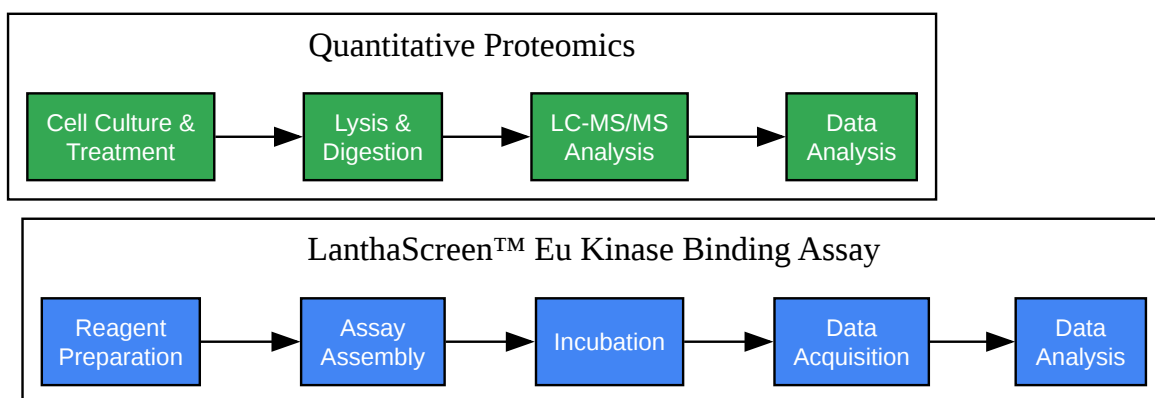 Quantitative Proteomics
Cell Culture &
Treatment
Lysis &
Digestion
LC-MS/MS
Analysis
Data
Analysis
LanthaScreen™ Eu Kinase Binding Assay
Reagent
Preparation
Assay
Assembly
Incubation
Data
Acquisition
Data
Analysis